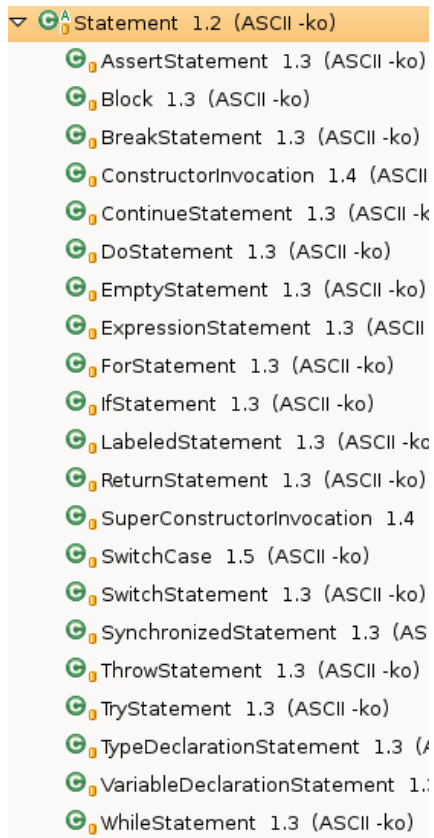 Statement 1.2 (ASCII -ko)
AssertStatement 1.3 (ASCII -ko)
Block 1.3 (ASCII -ko)
BreakStatement 1.3 (ASCII -ko)
ConstructorInvocation 1.4 (ASCII
ContinueStatement 1.3 (ASCII -k
DoStatement 1.3 (ASCII -ko)
EmptyStatement 1.3 (ASCII -ko)
ExpressionStatement 1.3 (ASCII
ForStatement 1.3 (ASCII -ko)
IfStatement 1.3 (ASCII -ko)
LabeledStatement 1.3 (ASCII -ko
ReturnStatement 1.3 (ASCII -ko)
SuperConstructorInvocation 1.4
SwitchCase 1.5 (ASCII -ko)
SwitchStatement 1.3 (ASCII -ko)
SynchronizedStatement 1.3 (AS
ThrowStatement 1.3 (ASCII -ko)
TryStatement 1.3 (ASCII -ko)
TypeDeclarationStatement 1.3 (A
VariableDeclarationStatement 1.3
WhileStatement 1.3 (ASCII -ko)